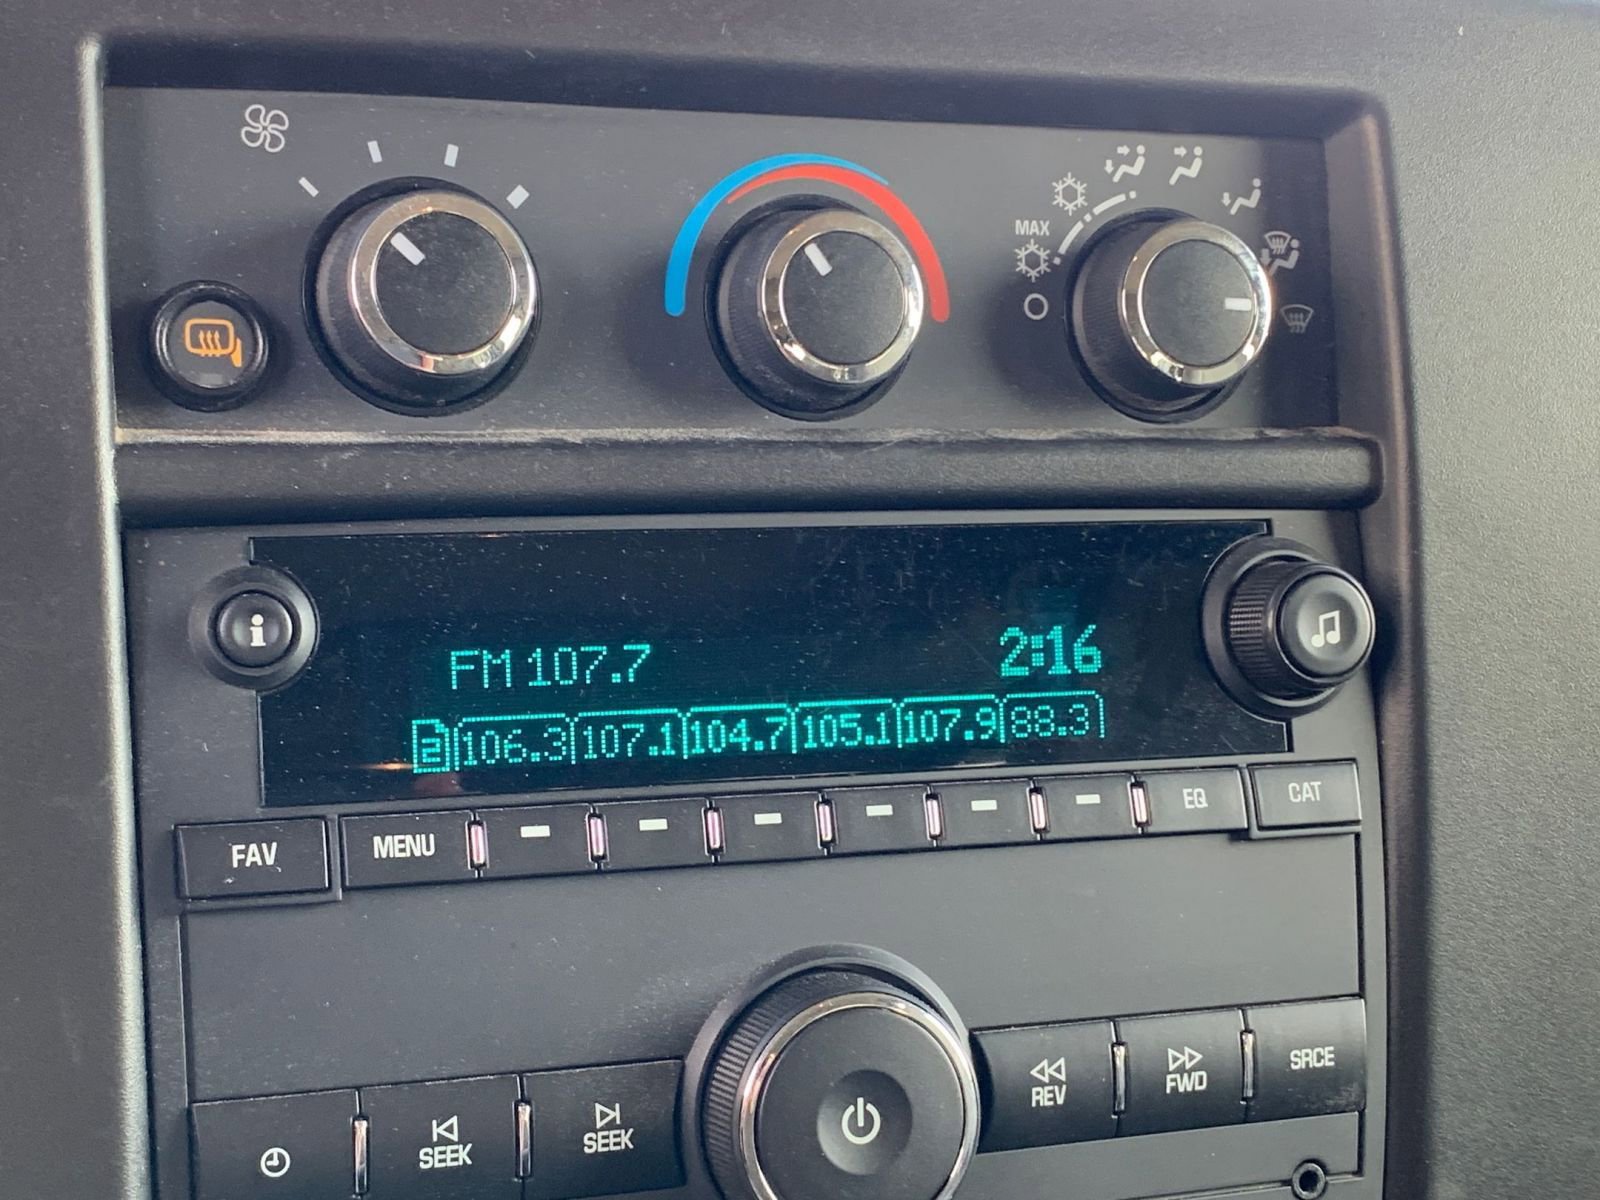 MAX
i
FM 107.7 2:16
2 106.3 107.1 104.7 105.1 107.9 88.3
FAV MENU EQ CAT
SEEK SEEK REV FWD SRCE